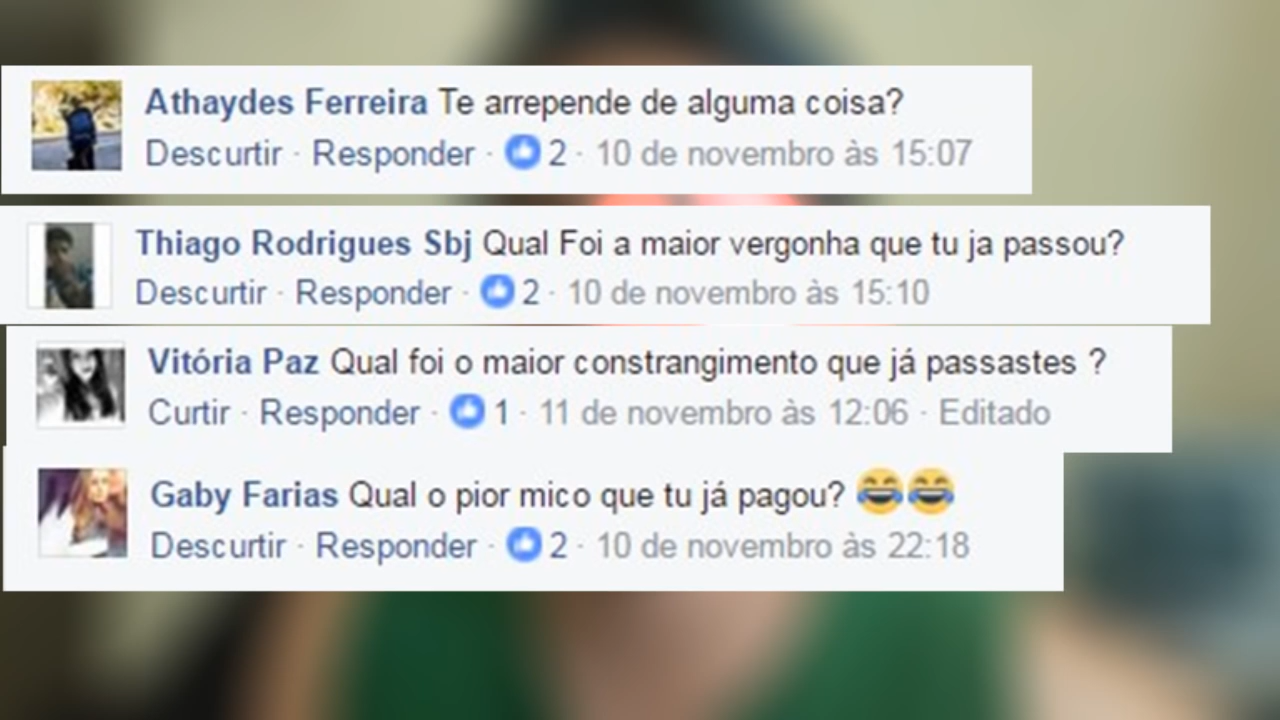 Athaydes Ferreira Te arrepende de alguma coisa?
Descurtir · Responder · 2 · 10 de novembro às 15:07
Thiago Rodrigues Sbj Qual Foi a maior vergonha que tu ja passou?
Descurtir · Responder · 2 · 10 de novembro às 15:10
Vitória Paz Qual foi o maior constrangimento que já passastes ?
Curtir · Responder · 1 · 11 de novembro às 12:06 · Editado
Gaby Farias Qual o pior mico que tu já pagou? 😂😂
Descurtir · Responder · 2 · 10 de novembro às 22:18